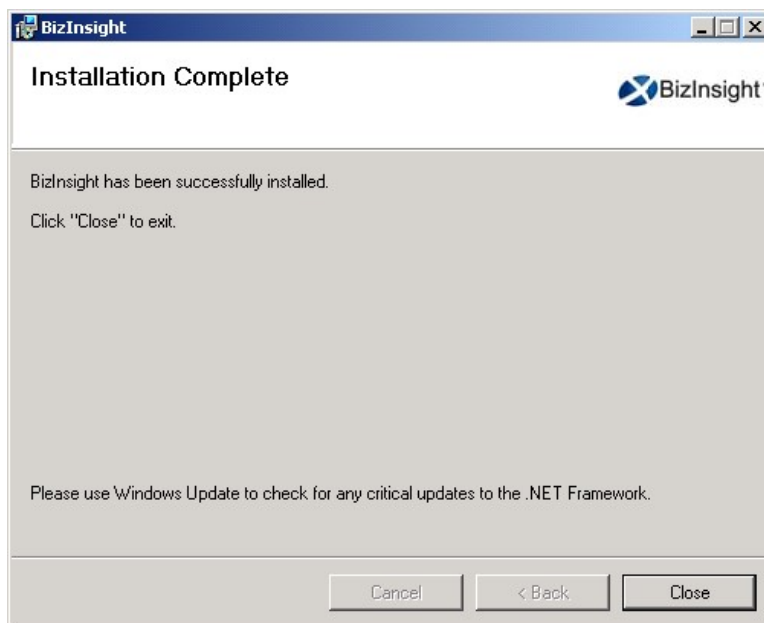 BizInsight
Installation Complete
BizInsight
BizInsight has been successfully installed.
Click "Close" to exit.
Please use Windows Update to check for any critical updates to the .NET Framework.
Cancel
< Back
Close